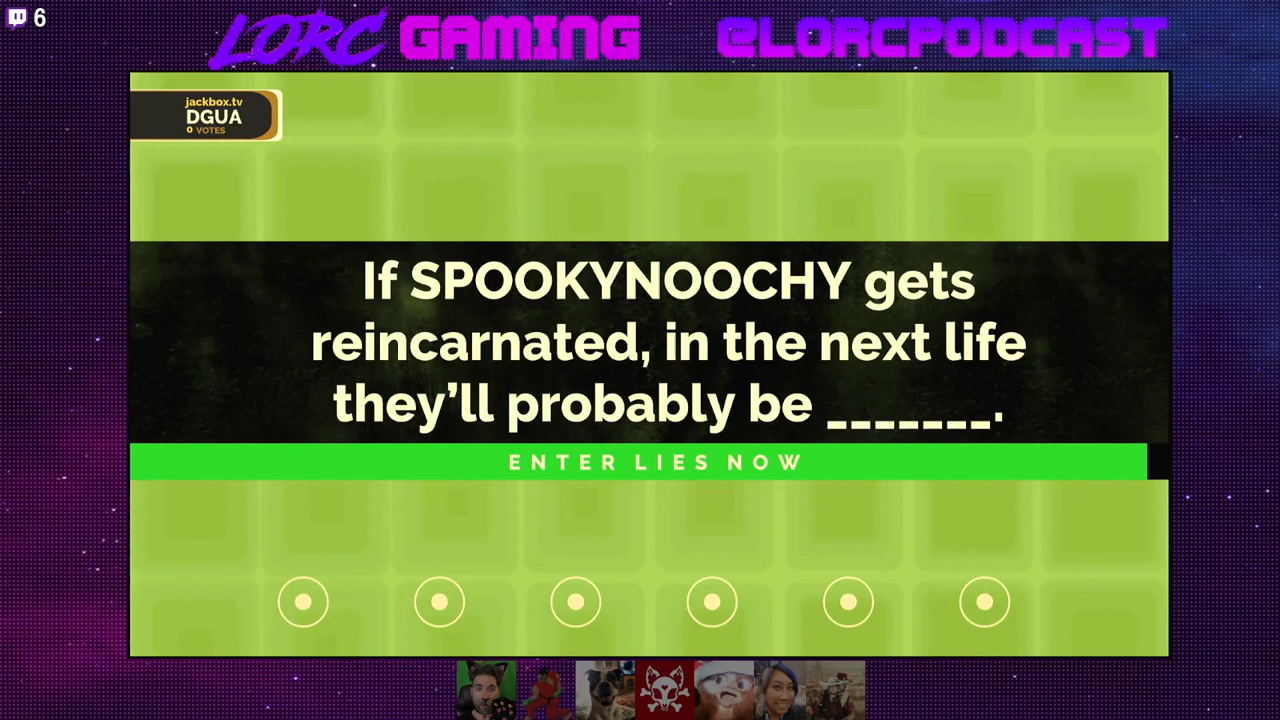 6
LORC GAMING
@LORCPODCAST
jackbox.tv
DGUA
0 VOTES
If SPOOKYNOOCHY gets
reincarnated, in the next life
they’ll probably be _______.
ENTER LIES NOW